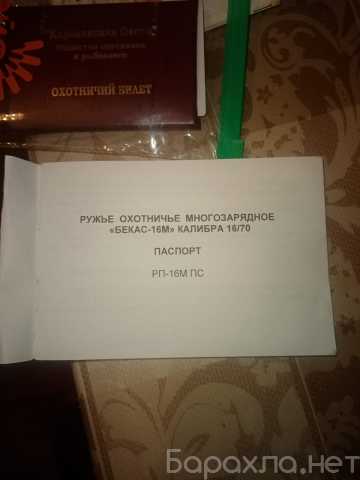 ОХОТНИЧИЙ БИЛЕТ
РУЖЬЕ ОХОТНИЧЬЕ МНОГОЗАРЯДНОЕ
«БЕКАС-16М» КАЛИБРА 16/70
ПАСПОРТ
РП-16М ПС
Барахла.нет